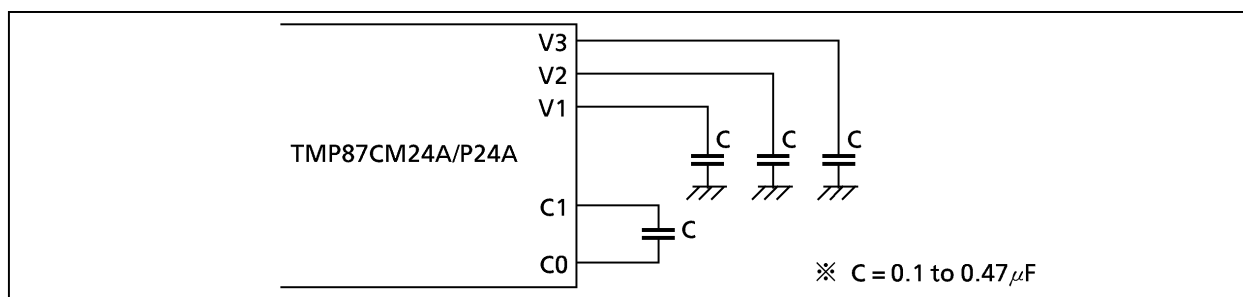 V3
V2
V1
C C C
TMP87CM24A/P24A
C1
C
C0
※ C = 0.1 to 0.47μF